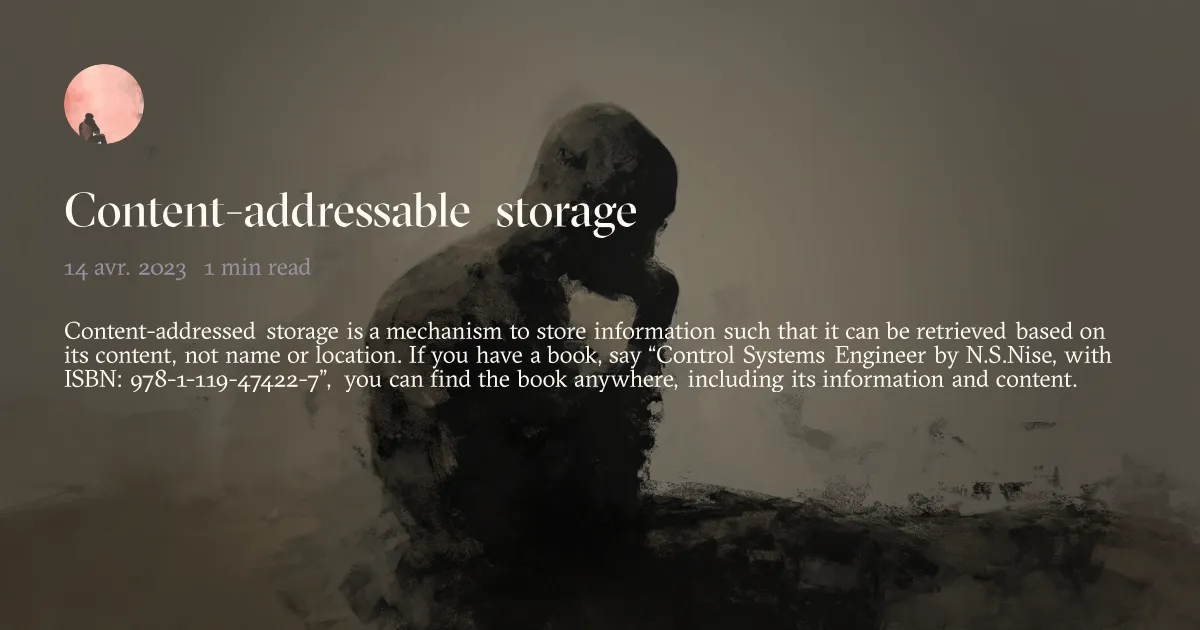 Content-addressable storage
14 avr. 2023 1 min read
Content-addressed storage is a mechanism to store information such that it can be retrieved based on
its content, not name or location. If you have a book, say “Control Systems Engineer by N.S.Nise, with
ISBN: 978-1-119-47422-7”, you can find the book anywhere, including its information and content.